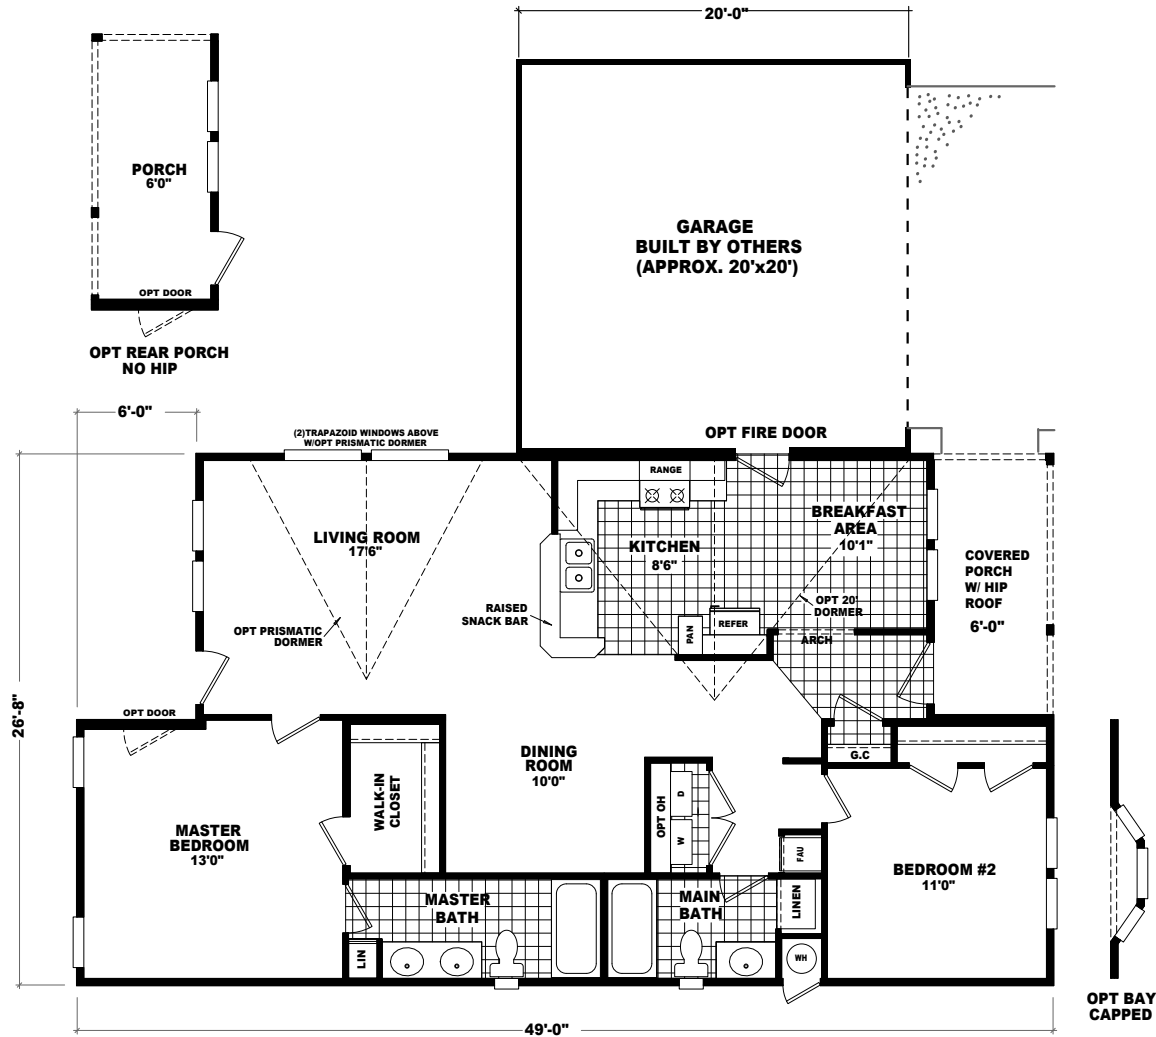 20'-0"
PORCH
6'0"
GARAGE
BUILT BY OTHERS
(APPROX. 20'x20')
OPT DOOR
OPT REAR PORCH
NO HIP
6'-0"
(2)TRAPAZOID WINDOWS ABOVE
W/OPT PRISMATIC DORMER
OPT FIRE DOOR
RANGE
LIVING ROOM
17'6"
KITCHEN
8'6"
BREAKFAST
AREA
10'1"
COVERED
PORCH
W/ HIP
ROOF
6'-0"
RAISED
SNACK BAR
OPT 20'
DORMER
OPT PRISMATIC
DORMER
PAN
REFER
ARCH
26'-8"
OPT DOOR
DINING
ROOM
10'0"
G.C
WALK-IN
CLOSET
OPT OH
D
W
MASTER
BEDROOM
13'0"
FAU
BEDROOM #2
11'0"
MASTER
BATH
MAIN
BATH
LINEN
LIN
WH
OPT BAY
CAPPED
49'-0"